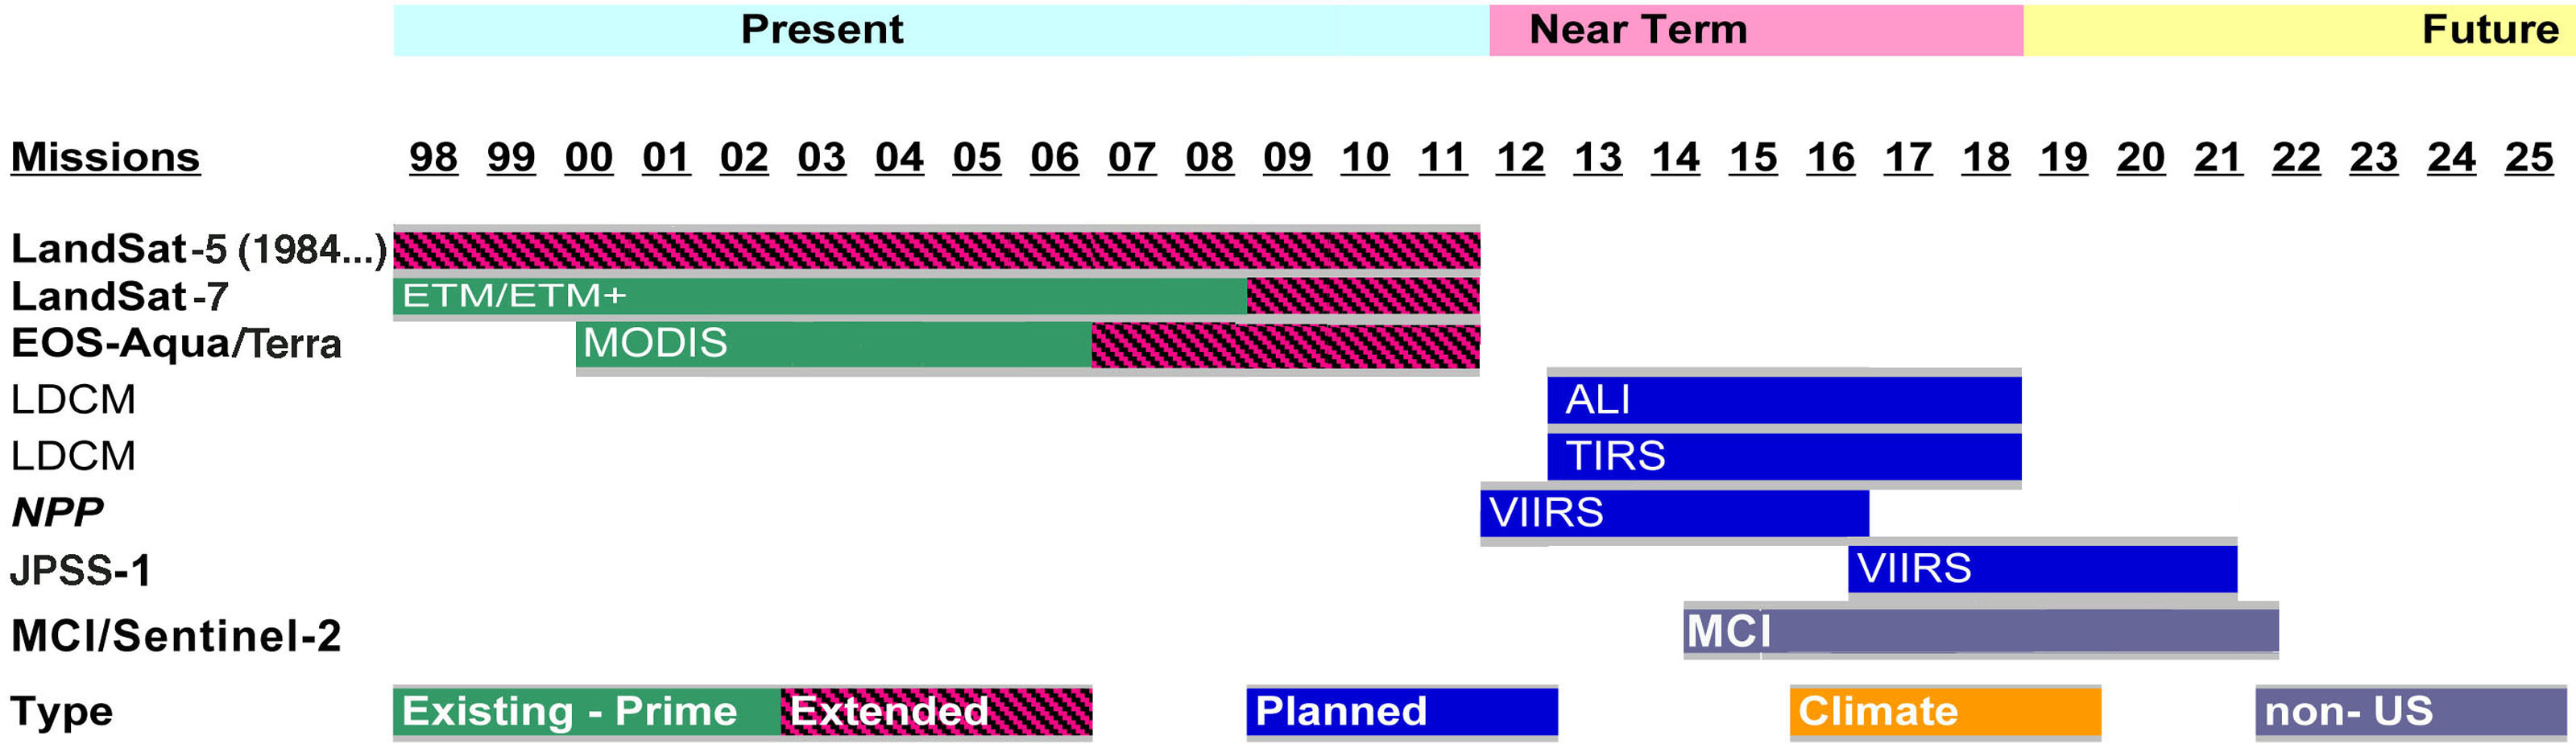 Present Near Term Future
Missions 98 99 00 01 02 03 04 05 06 07 08 09 10 11 12 13 14 15 16 17 18 19 20 21 22 23 24 25
LandSat-5 (1984...)
LandSat-7 ETM/ETM+
EOS-Aqua/Terra MODIS
LDCM ALI
LDCM TIRS
NPP VIIRS
JPSS-1 VIIRS
MCI/Sentinel-2 MCI
Type Existing - Prime Extended Planned Climate non- US